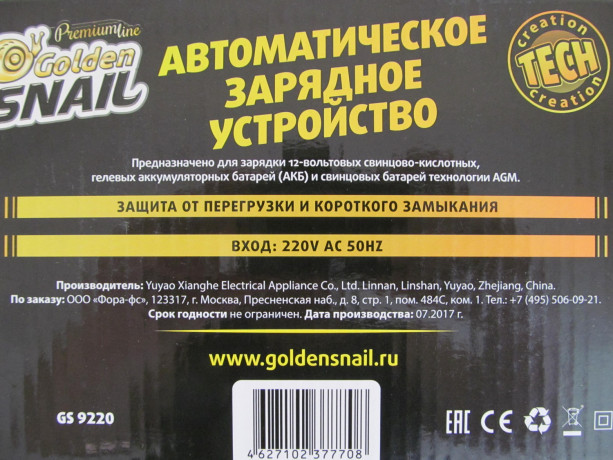 Premiumline
Golden
SNAIL
АВТОМАТИЧЕСКОЕ
ЗАРЯДНОЕ
УСТРОЙСТВО
creation
TECH
creation
Предназначено для зарядки 12-вольтовых свинцово-кислотных,
гелевых аккумуляторных батарей (АКБ) и свинцовых батарей технологии AGM.
ЗАЩИТА ОТ ПЕРЕГРУЗКИ И КОРОТКОГО ЗАМЫКАНИЯ
ВХОД: 220V AC 50HZ
Производитель: Yuyao Xianghe Electrical Appliance Co., Ltd. Linnan, Linshan, Yuyao, Zhejiang, China.
По заказу: ООО «Фора-фс», 123317, г. Москва, Пресненская наб., д. 8, стр. 1, пом. 484С, ком. 1. Тел.: +7 (495) 506-09-21.
Срок годности не ограничен. Дата производства: 07.2017 г.
www.goldensnail.ru
GS 9220
4 627102 377708
EAC CE